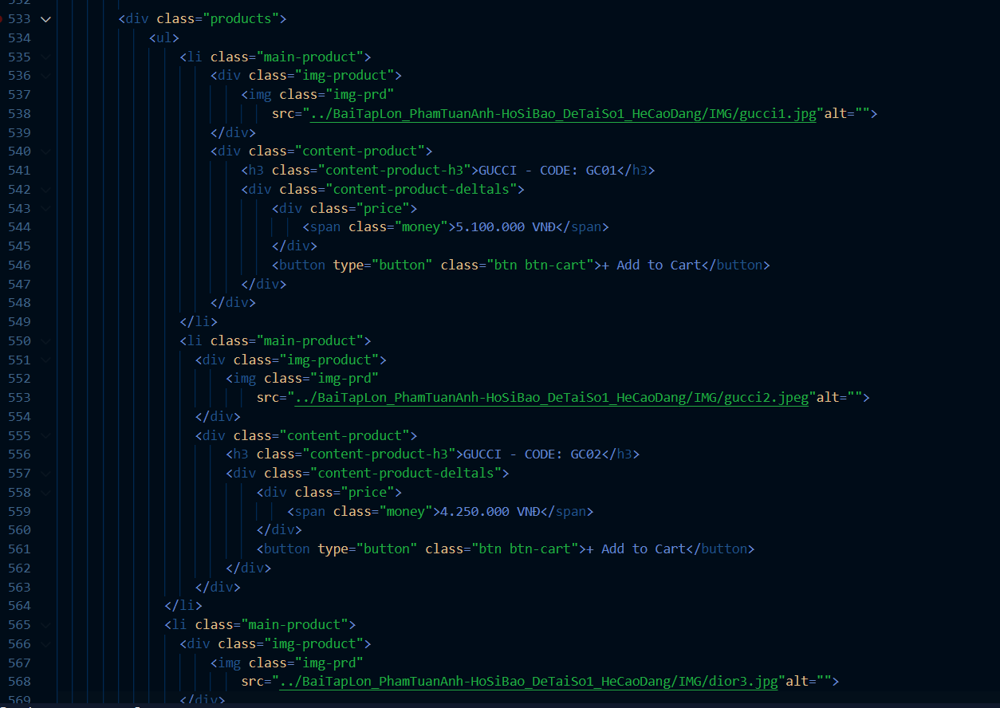 532
533 <div class="products">
534 <ul>
535 <li class="main-product">
536 <div class="img-product">
537 <img class="img-prd"
538 src="../BaiTapLon_PhamTuanAnh-HoSiBao_DeTaiSo1_HeCaoDang/IMG/gucci1.jpg"alt="">
539 </div>
540 <div class="content-product">
541 <h3 class="content-product-h3">GUCCI - CODE: GC01</h3>
542 <div class="content-product-deltals">
543 <div class="price">
544 <span class="money">5.100.000 VNĐ</span>
545 </div>
546 <button type="button" class="btn btn-cart">+ Add to Cart</button>
547 </div>
548 </div>
549 </li>
550 <li class="main-product">
551 <div class="img-product">
552 <img class="img-prd"
553 src="../BaiTapLon_PhamTuanAnh-HoSiBao_DeTaiSo1_HeCaoDang/IMG/gucci2.jpeg"alt="">
554 </div>
555 <div class="content-product">
556 <h3 class="content-product-h3">GUCCI - CODE: GC02</h3>
557 <div class="content-product-deltals">
558 <div class="price">
559 <span class="money">4.250.000 VNĐ</span>
560 </div>
561 <button type="button" class="btn btn-cart">+ Add to Cart</button>
562 </div>
563 </div>
564 </li>
565 <li class="main-product">
566 <div class="img-product">
567 <img class="img-prd"
568 src="../BaiTapLon_PhamTuanAnh-HoSiBao_DeTaiSo1_HeCaoDang/IMG/dior3.jpg"alt="">
569 </div>